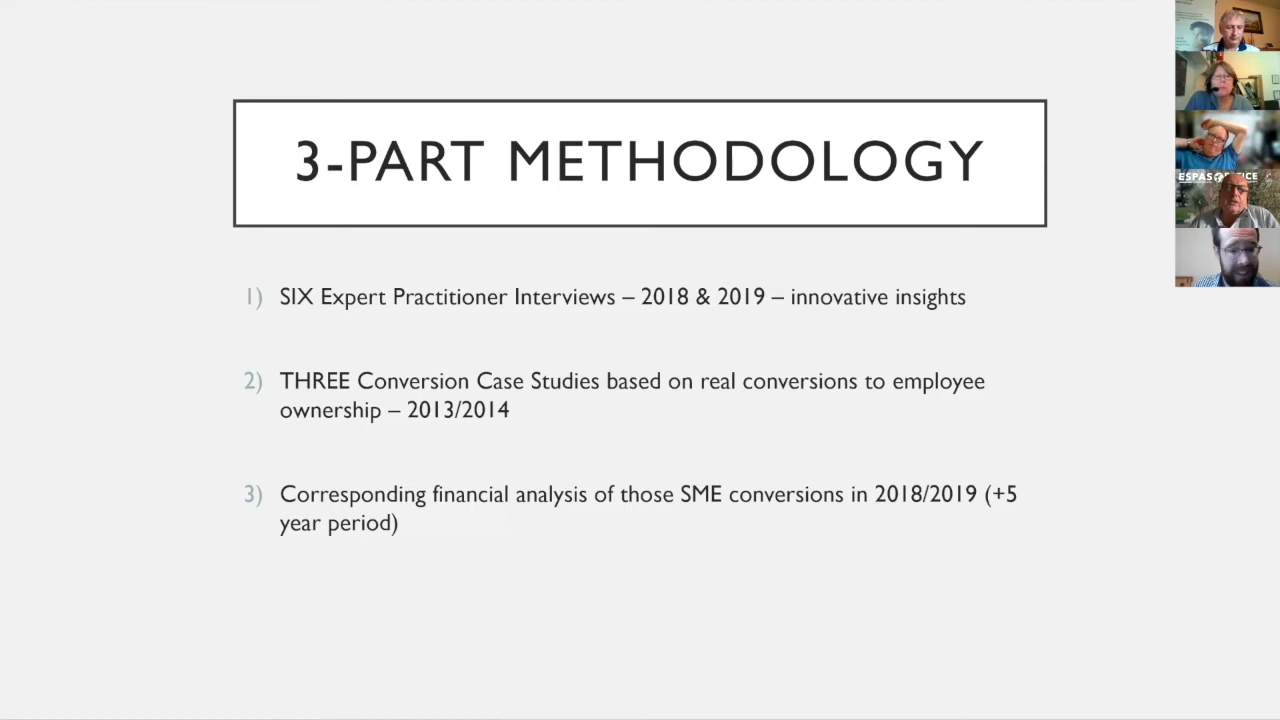 3-PART METHODOLOGY
1) SIX Expert Practitioner Interviews – 2018 & 2019 – innovative insights
2) THREE Conversion Case Studies based on real conversions to employee
ownership – 2013/2014
3) Corresponding financial analysis of those SME conversions in 2018/2019 (+5
year period)